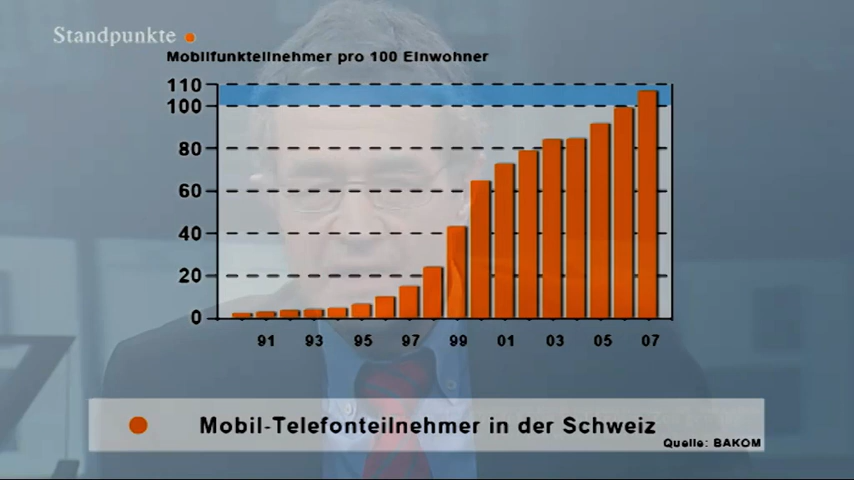 Standpunkte
Mobilfunkteilnehmer pro 100 Einwohner
110
100
80
60
40
20
0
91 93 95 97 99 01 03 05 07
Mobil-Telefonteilnehmer in der Schweiz
Quelle: BAKOM